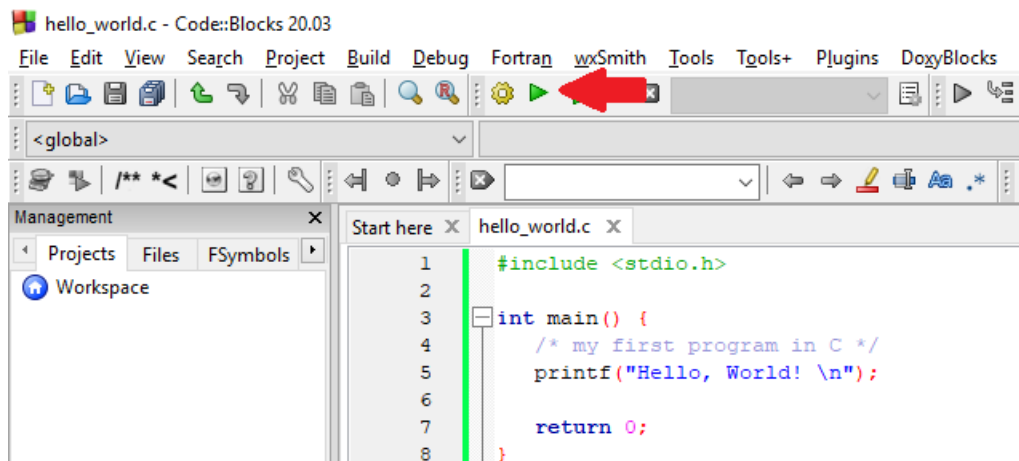 hello_world.c - Code::Blocks 20.03
File Edit View Search Project Build Debug Fortran wxSmith Tools Tools+ Plugins DoxyBlocks
<global>
/** *<
Management
Start here hello_world.c
Projects Files FSymbols
Workspace
1 #include <stdio.h>
2
3 int main() {
4 /* my first program in C */
5 printf("Hello, World! \n");
6
7 return 0;
8 }